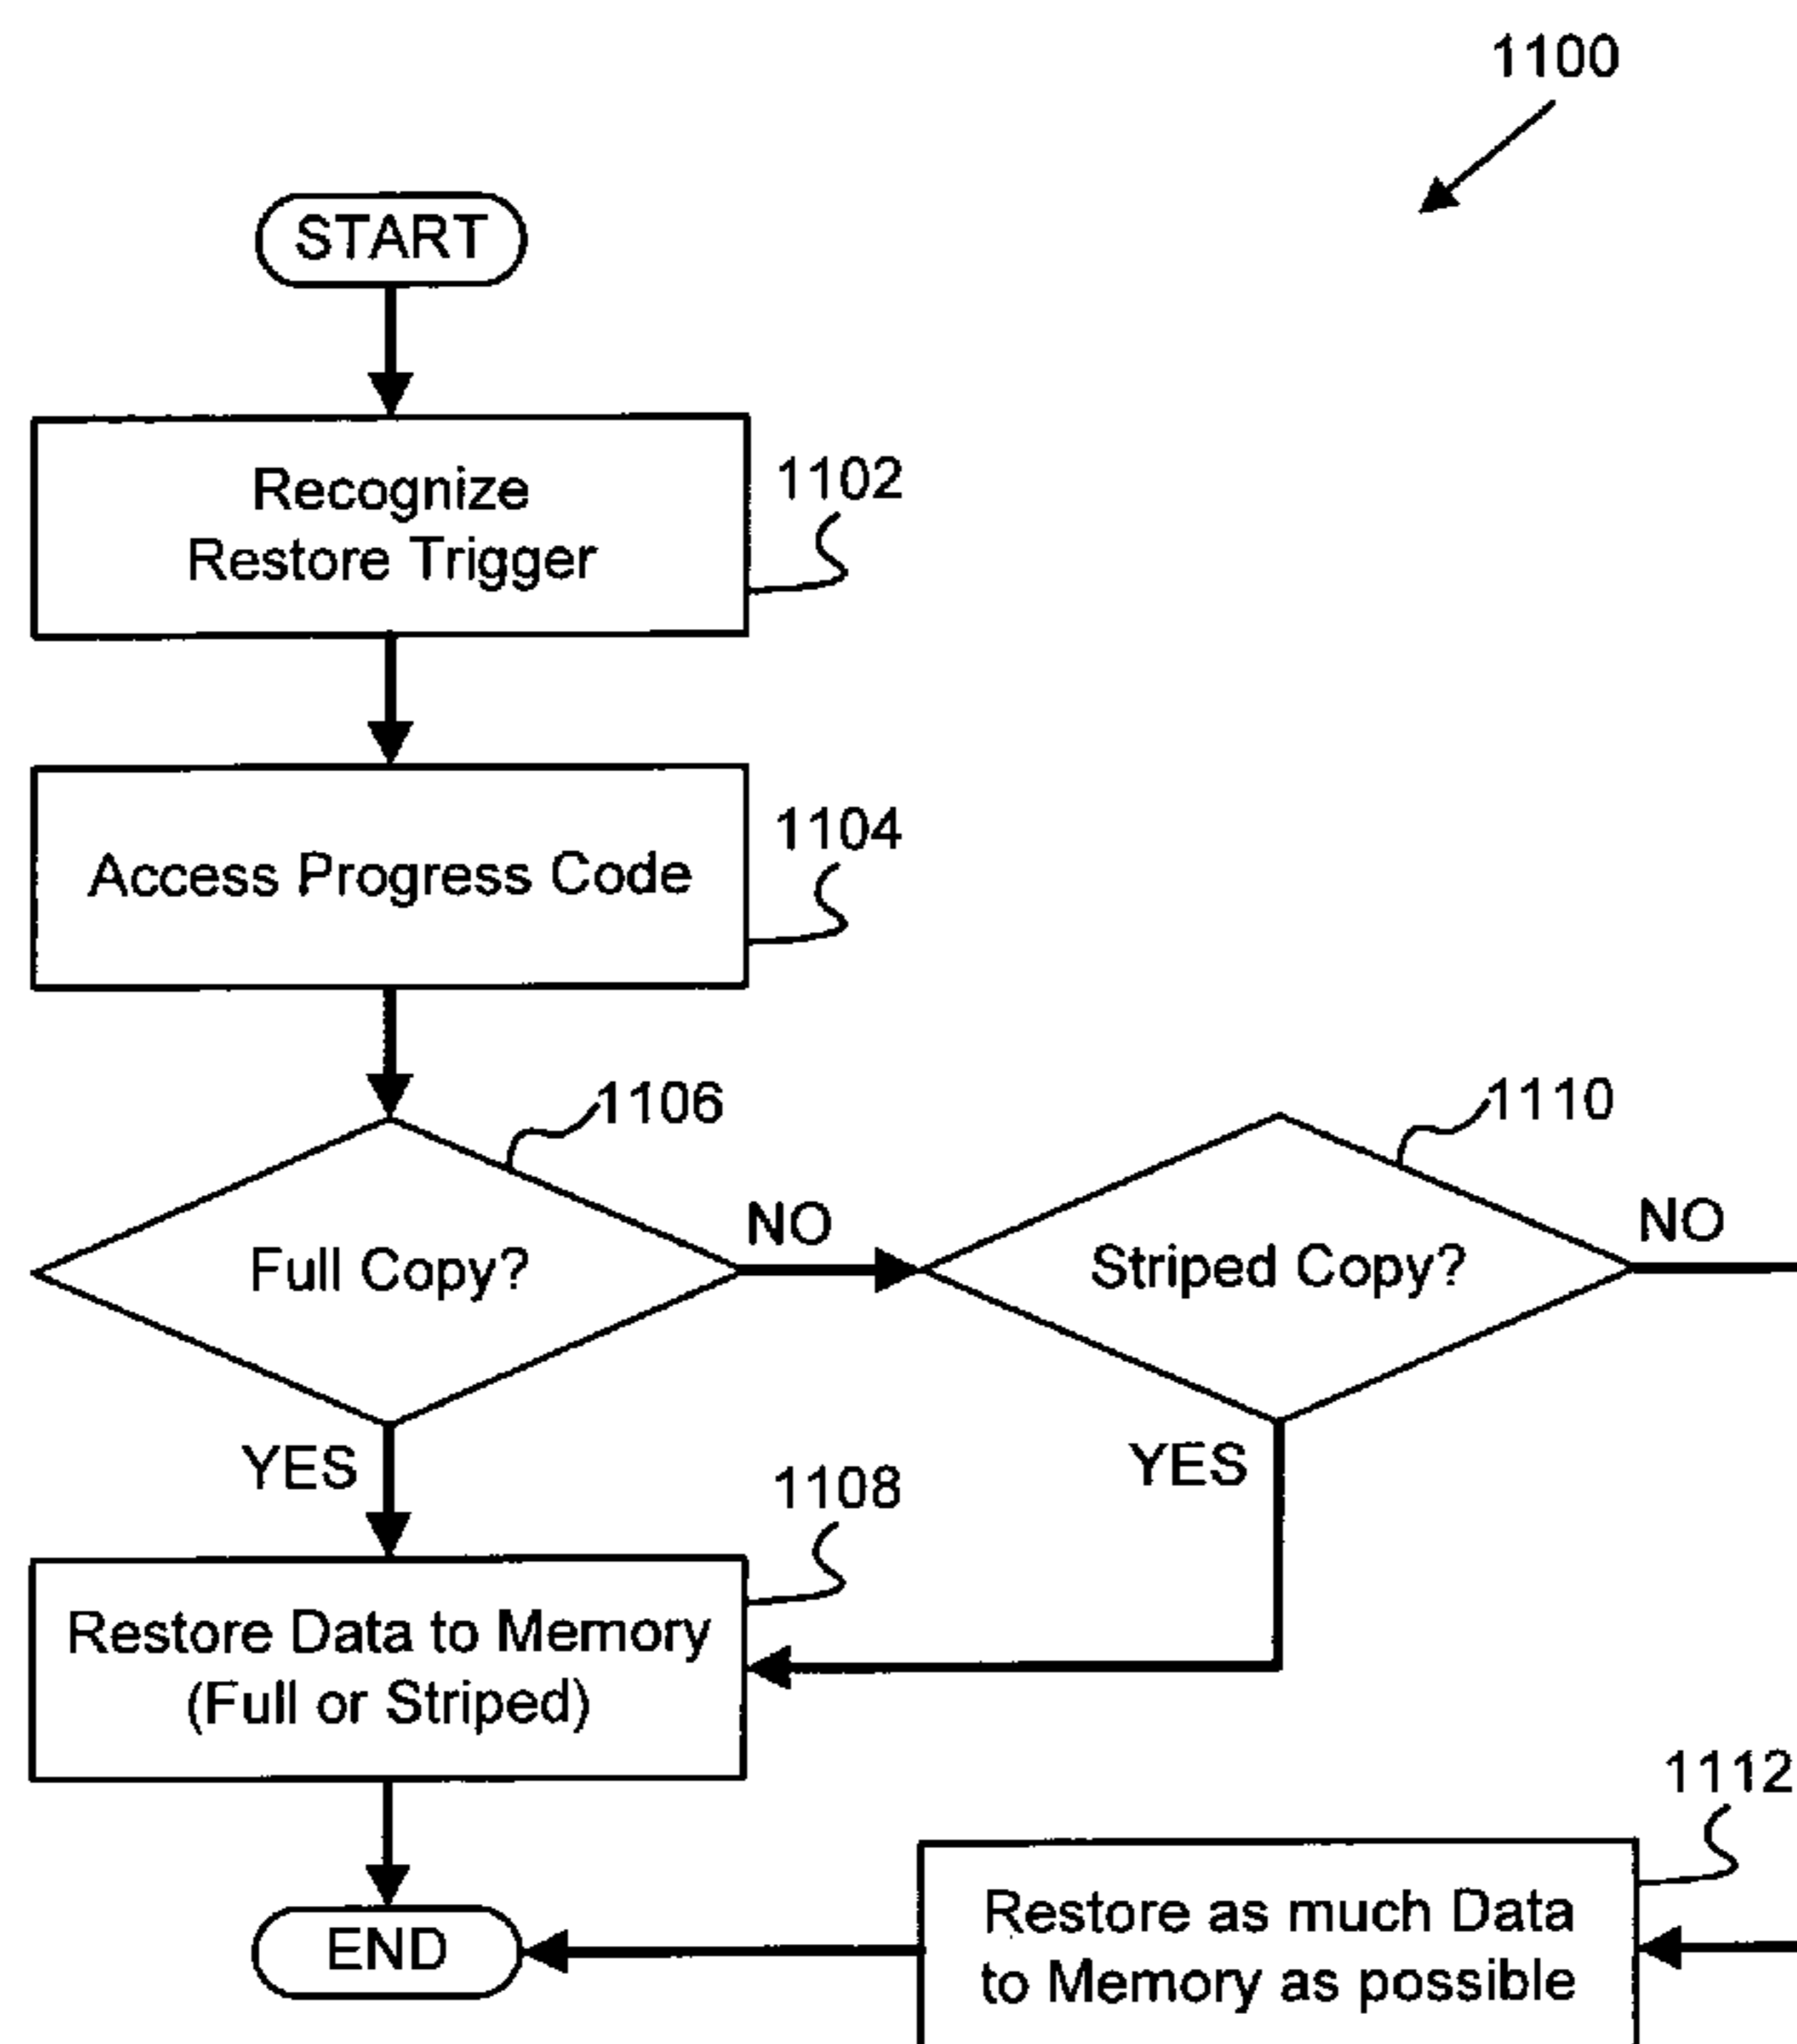 1100
START
Recognize
Restore Trigger
1102
Access Progress Code
1104
1106
1110
Full Copy?
NO
Striped Copy?
NO
YES
YES
1108
Restore Data to Memory
(Full or Striped)
1112
Restore as much Data
to Memory as possible
END